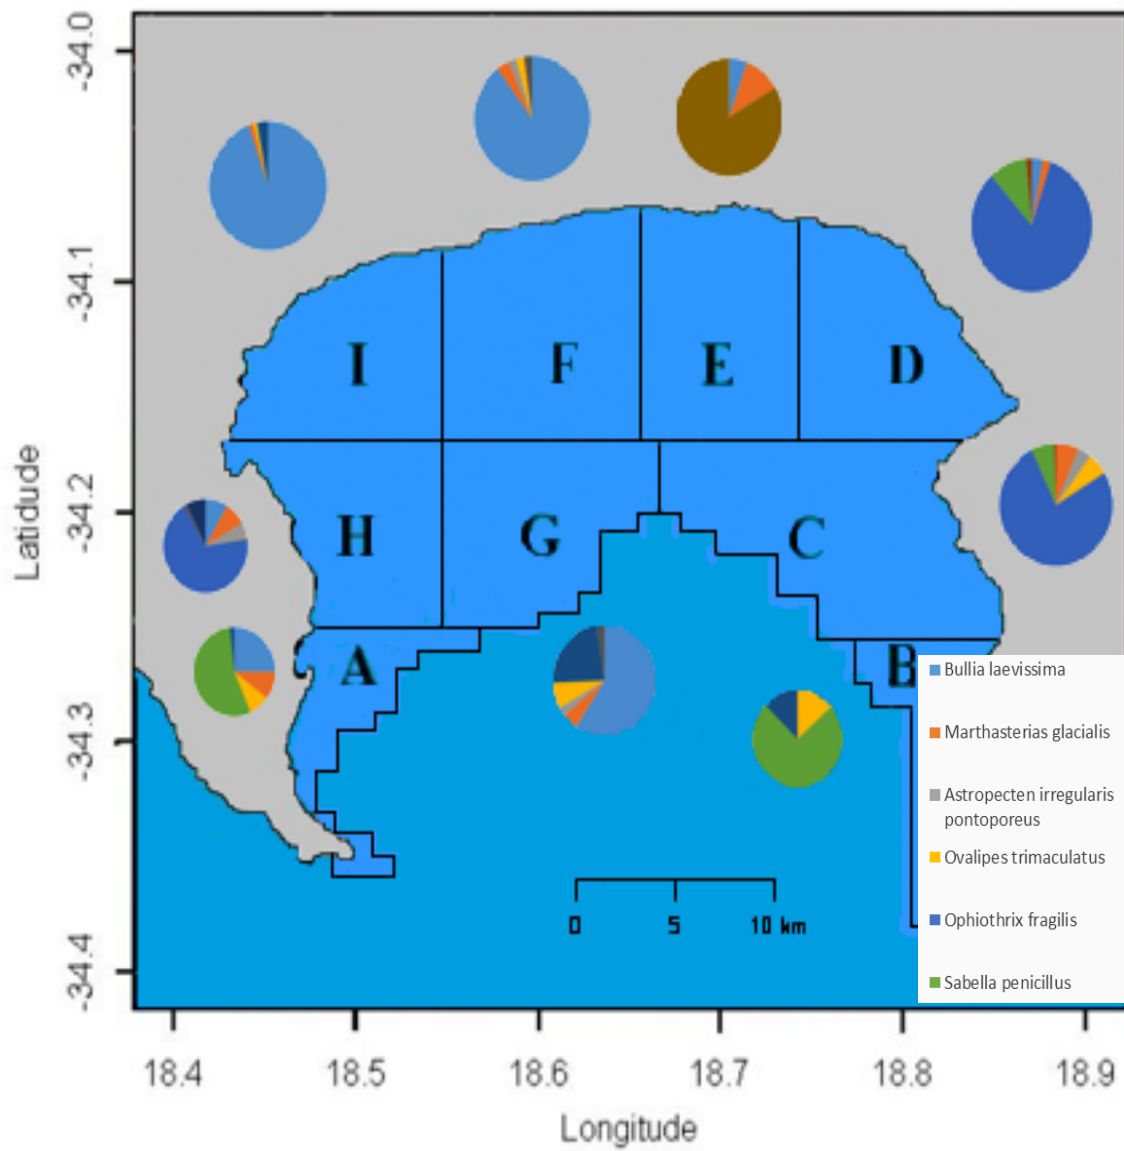 -34.0
-34.1
-34.2
-34.3
-34.4
Latidude
I
F
E
D
H
G
C
A
B
Bullia laevissima
Marthasterias glacialis
Astropecten irregularis
pontoporeus
Ovalipes trimaculatus
Ophiothrix fragilis
Sabella penicillus
0 5 10 km
18.4 18.5 18.6 18.7 18.8 18.9
Longitude